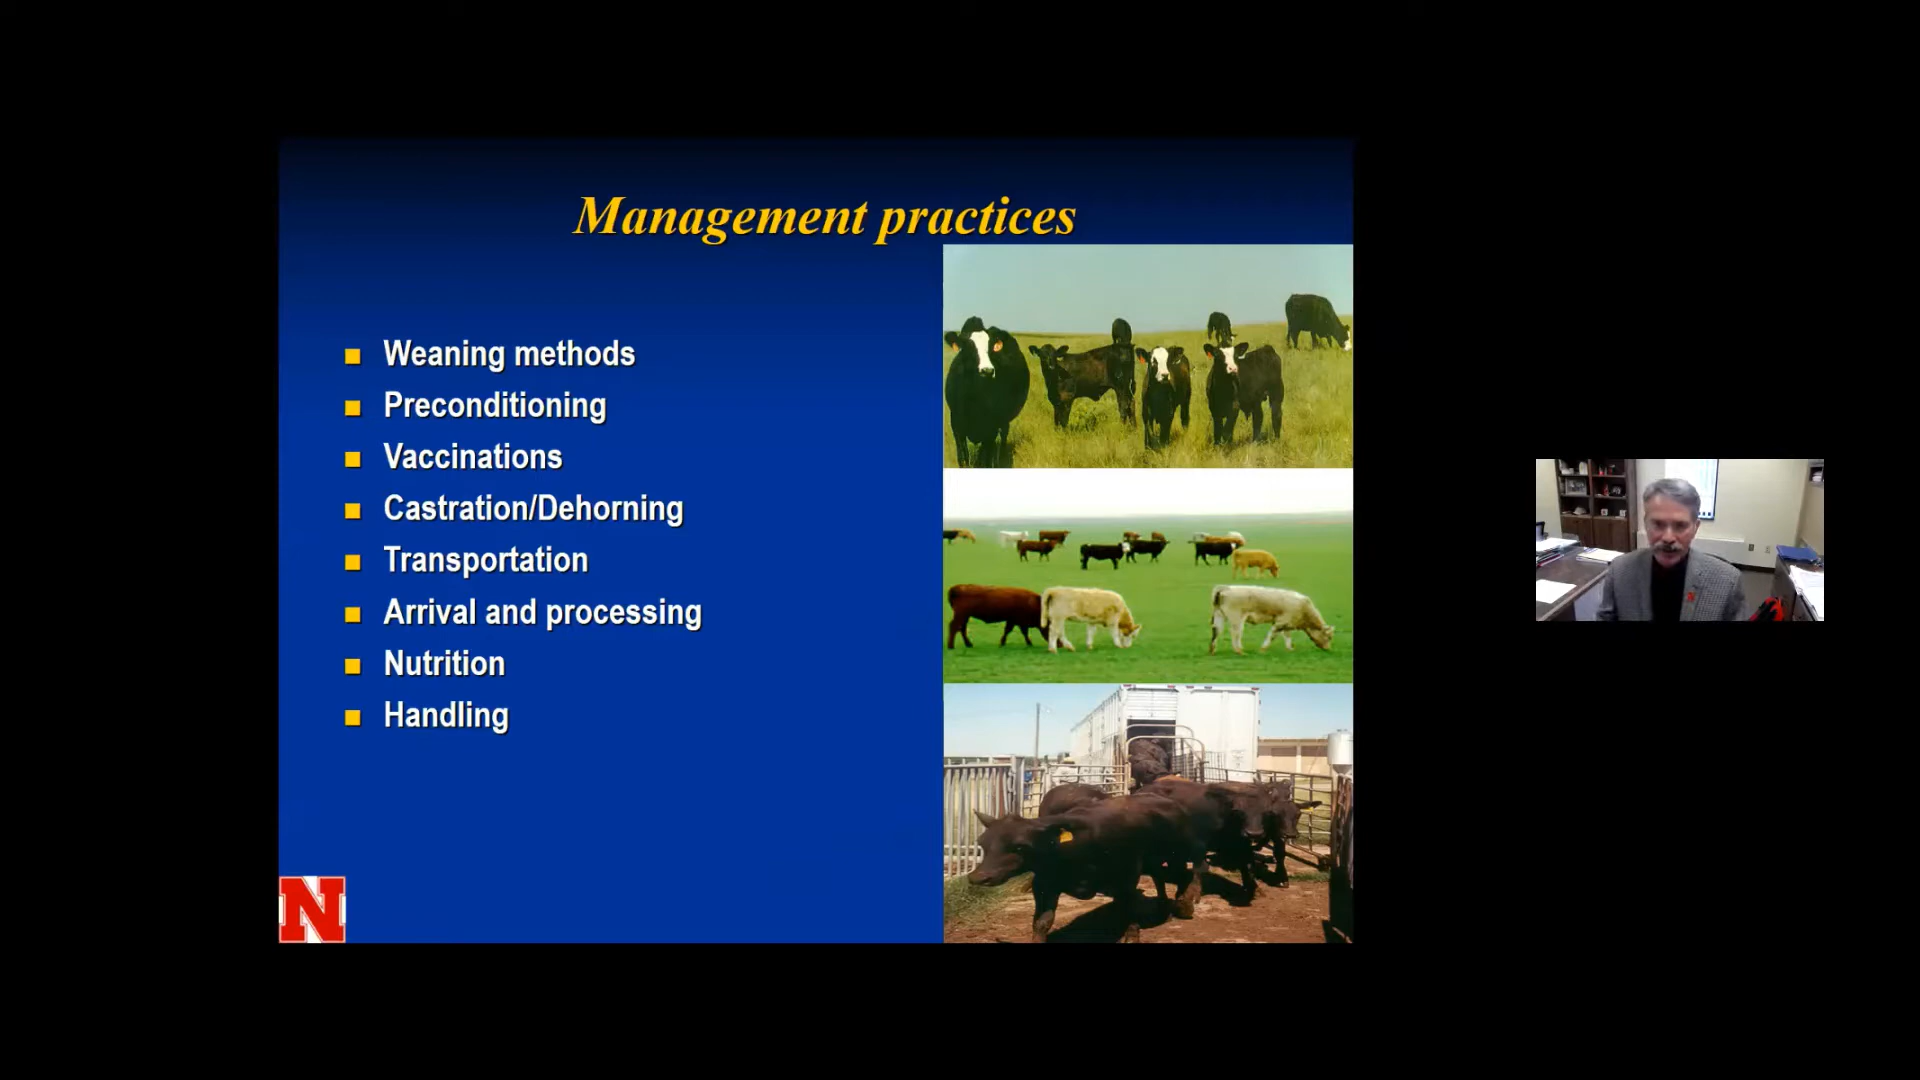 Management practices
Weaning methods
Preconditioning
Vaccinations
Castration/Dehorning
Transportation
Arrival and processing
Nutrition
Handling
N